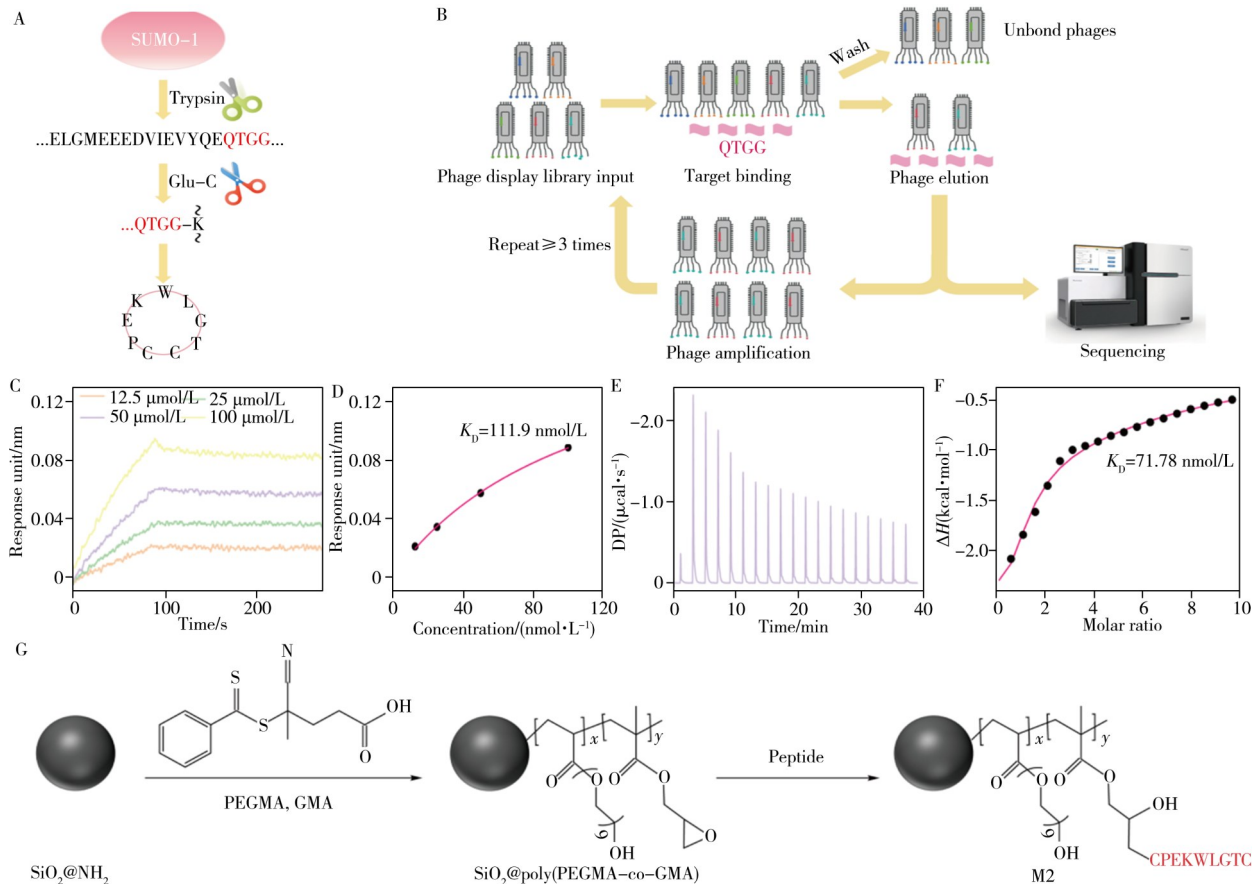 A
SUMO-1
Trypsin
...ELGMEEEDVIEVYQEQTGG...
Glu-C
...QTGG-K
W
L
G
T
C
C
P
E
K
B
Phage display library input
QTGG
Target binding
Wash
Unbond phages
Phage elution
Repeat≥3 times
Phage amplification
Sequencing
C
12.5 μmol/L
25 μmol/L
50 μmol/L
100 μmol/L
0.12
0.08
0.04
0
Response unit/nm
0
100
200
Time/s
D
0.12
0.08
0.04
0
Response unit/nm
K_D=111.9 nmol/L
0
40
80
120
Concentration/(nmol•L⁻¹)
E
-2.0
-1.0
0
DP/(μcal•s⁻¹)
0
10
20
30
40
Time/min
F
-0.5
-1.0
-1.5
-2.0
ΔH(kcal•mol⁻¹)
K_D=71.78 nmol/L
0
2
4
6
8
10
Molar ratio
G
SiO₂@NH₂
N
S
S
OH
O
PEGMA, GMA
x
y
O
O
O
O
9
OH
O
SiO₂@poly(PEGMA-co-GMA)
Peptide
x
y
O
O
O
O
OH
9
OH
CPEKWLGTC
M2